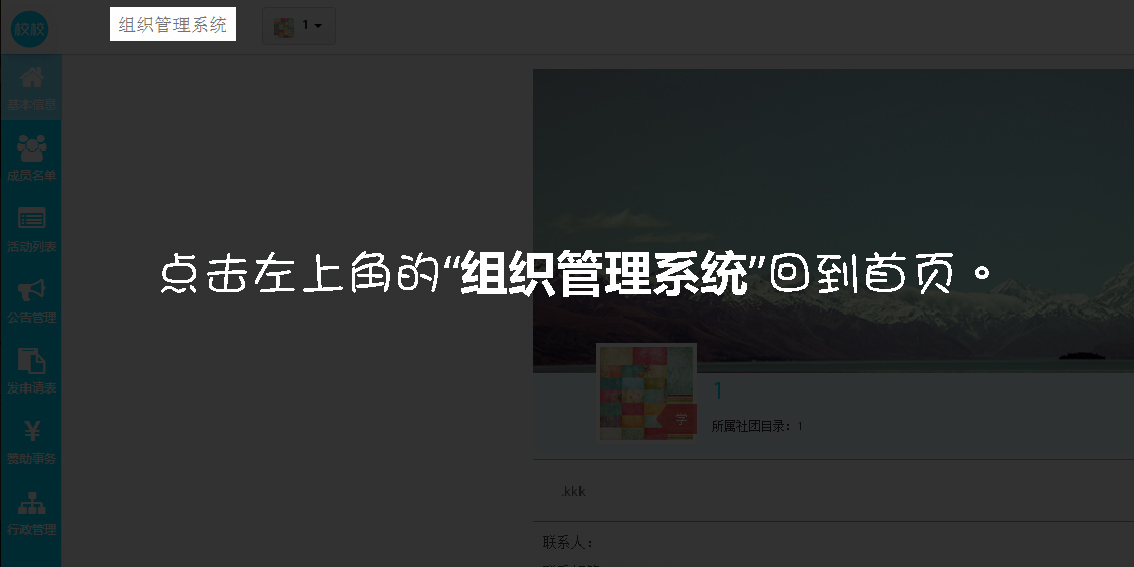 校校
组织管理系统
1
基本信息
成员名单
活动列表
点击左上角的“组织管理系统”回到首页。
公告管理
发申请表
1
学
所属社团目录：1
赞助事务
.kkk
行政管理
联系人：